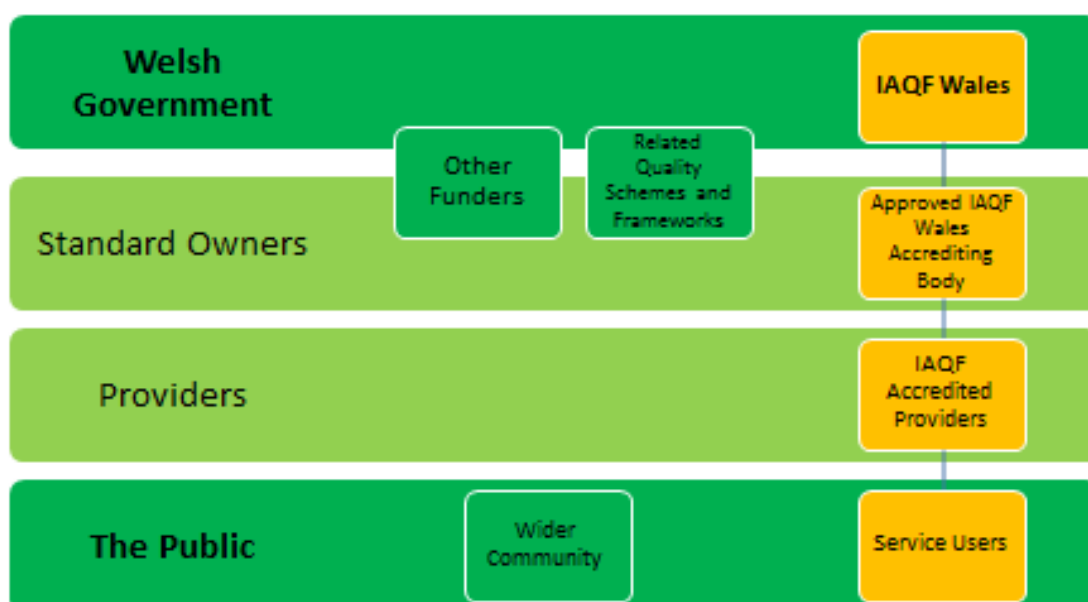 Welsh
Government
IAQF Wales
Other
Funders
Related
Quality
Schemes and
Frameworks
Standard Owners
Approved IAQF
Wales
Accrediting
Body
Providers
IAQF
Accredited
Providers
The Public
Wider
Community
Service Users